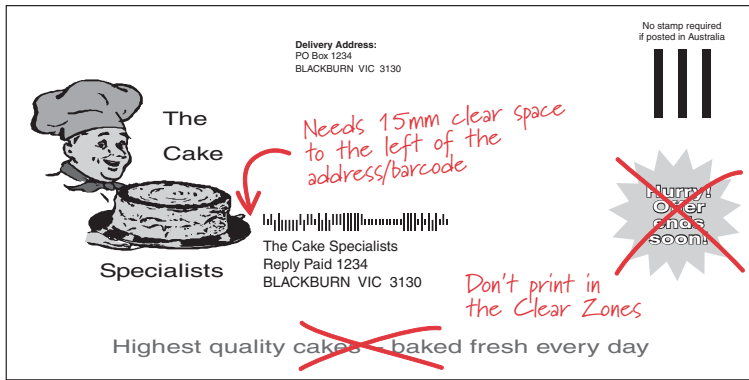 No stamp required
if posted in Australia
Delivery Address:
PO Box 1234
BLACKBURN VIC 3130
The
Cake
Specialists
Needs 15mm clear space
to the left of the
address/barcode
Hurry!
Offer
ends
soon!
The Cake Specialists
Reply Paid 1234
BLACKBURN VIC 3130
Don't print in
the Clear Zones
Highest quality cakes - baked fresh every day